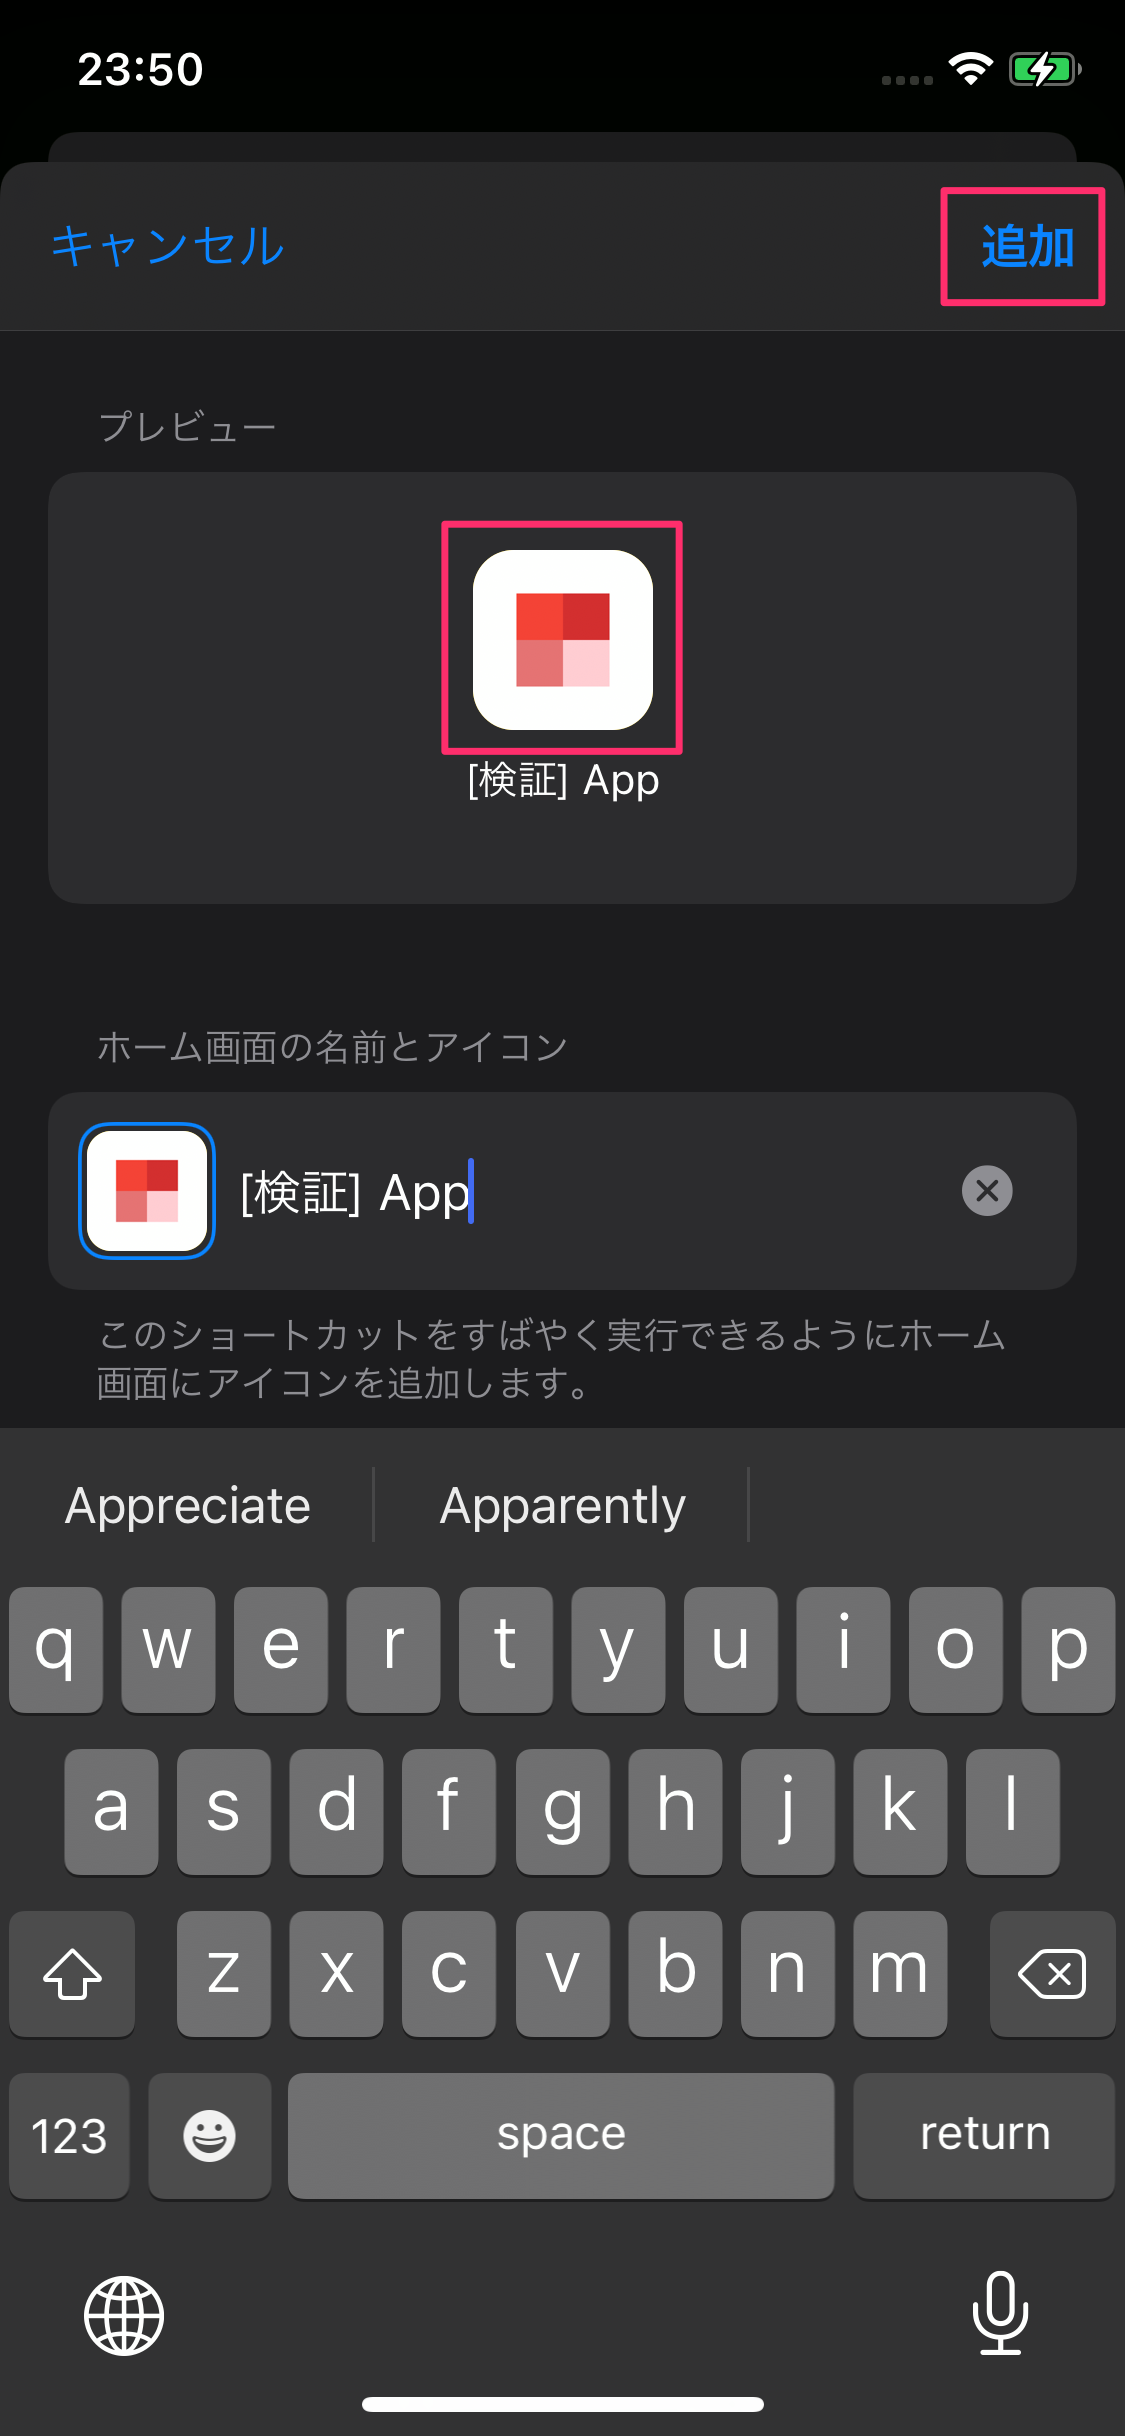 23:50
キャンセル
追加
プレビュー
[検証] App
ホーム画面の名前とアイコン
[検証] App
このショートカットをすばやく実行できるようにホーム
画面にアイコンを追加します。
Appreciate
Apparently
q w e r t y u i o p
a s d f g h j k l
z x c v b n m
123
space
return